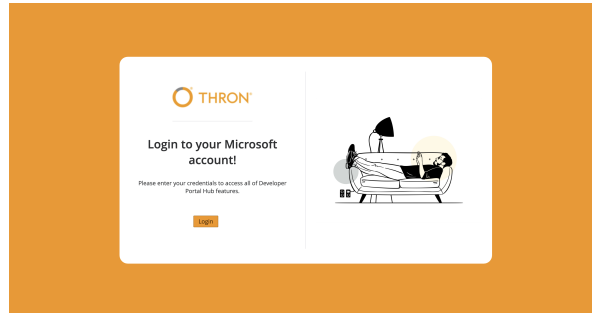 THRON
Login to your Microsoft
account!
Please enter your credentials to access all of Developer
Portal Hub features.
Login